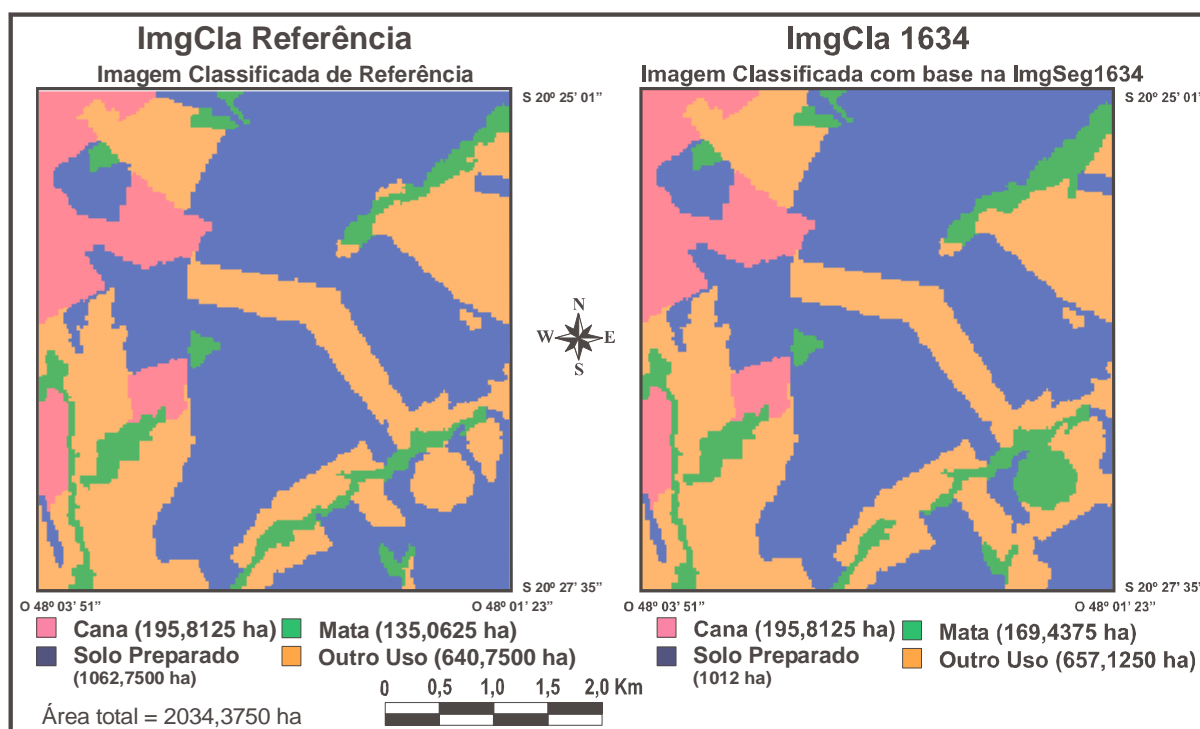 ImgCla Referência
Imagem Classificada de Referência
S 20º 25’ 01”
S 20º 27’ 35”
O 48º 03’ 51”
O 48º 01’ 23”
Cana (195,8125 ha)
Mata (135,0625 ha)
Solo Preparado
(1062,7500 ha)
Outro Uso (640,7500 ha)
Área total = 2034,3750 ha
N
W
E
S
0 0,5 1,0 1,5 2,0 Km
ImgCla 1634
Imagem Classificada com base na ImgSeg1634
S 20º 25’ 01”
S 20º 27’ 35”
O 48º 03’ 51”
O 48º 01’ 23”
Cana (195,8125 ha)
Mata (169,4375 ha)
Solo Preparado
(1012 ha)
Outro Uso (657,1250 ha)